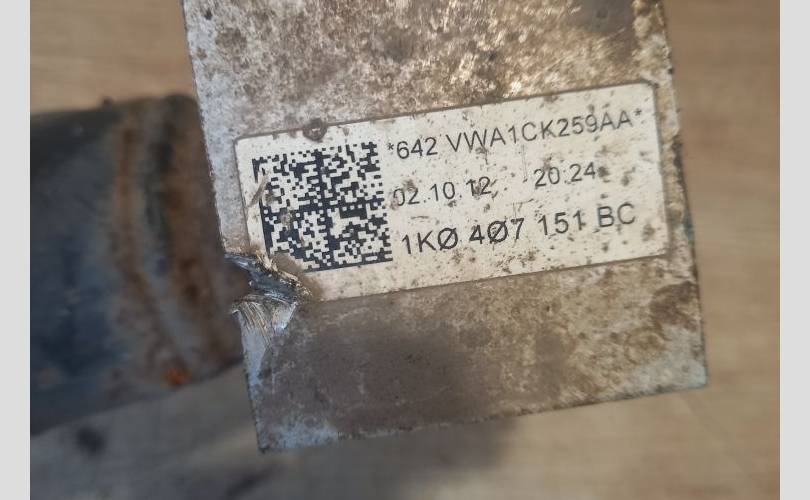 *642 VWA1CK259AA*
02.10.12 20:24
1KØ 4Ø7 151 BC